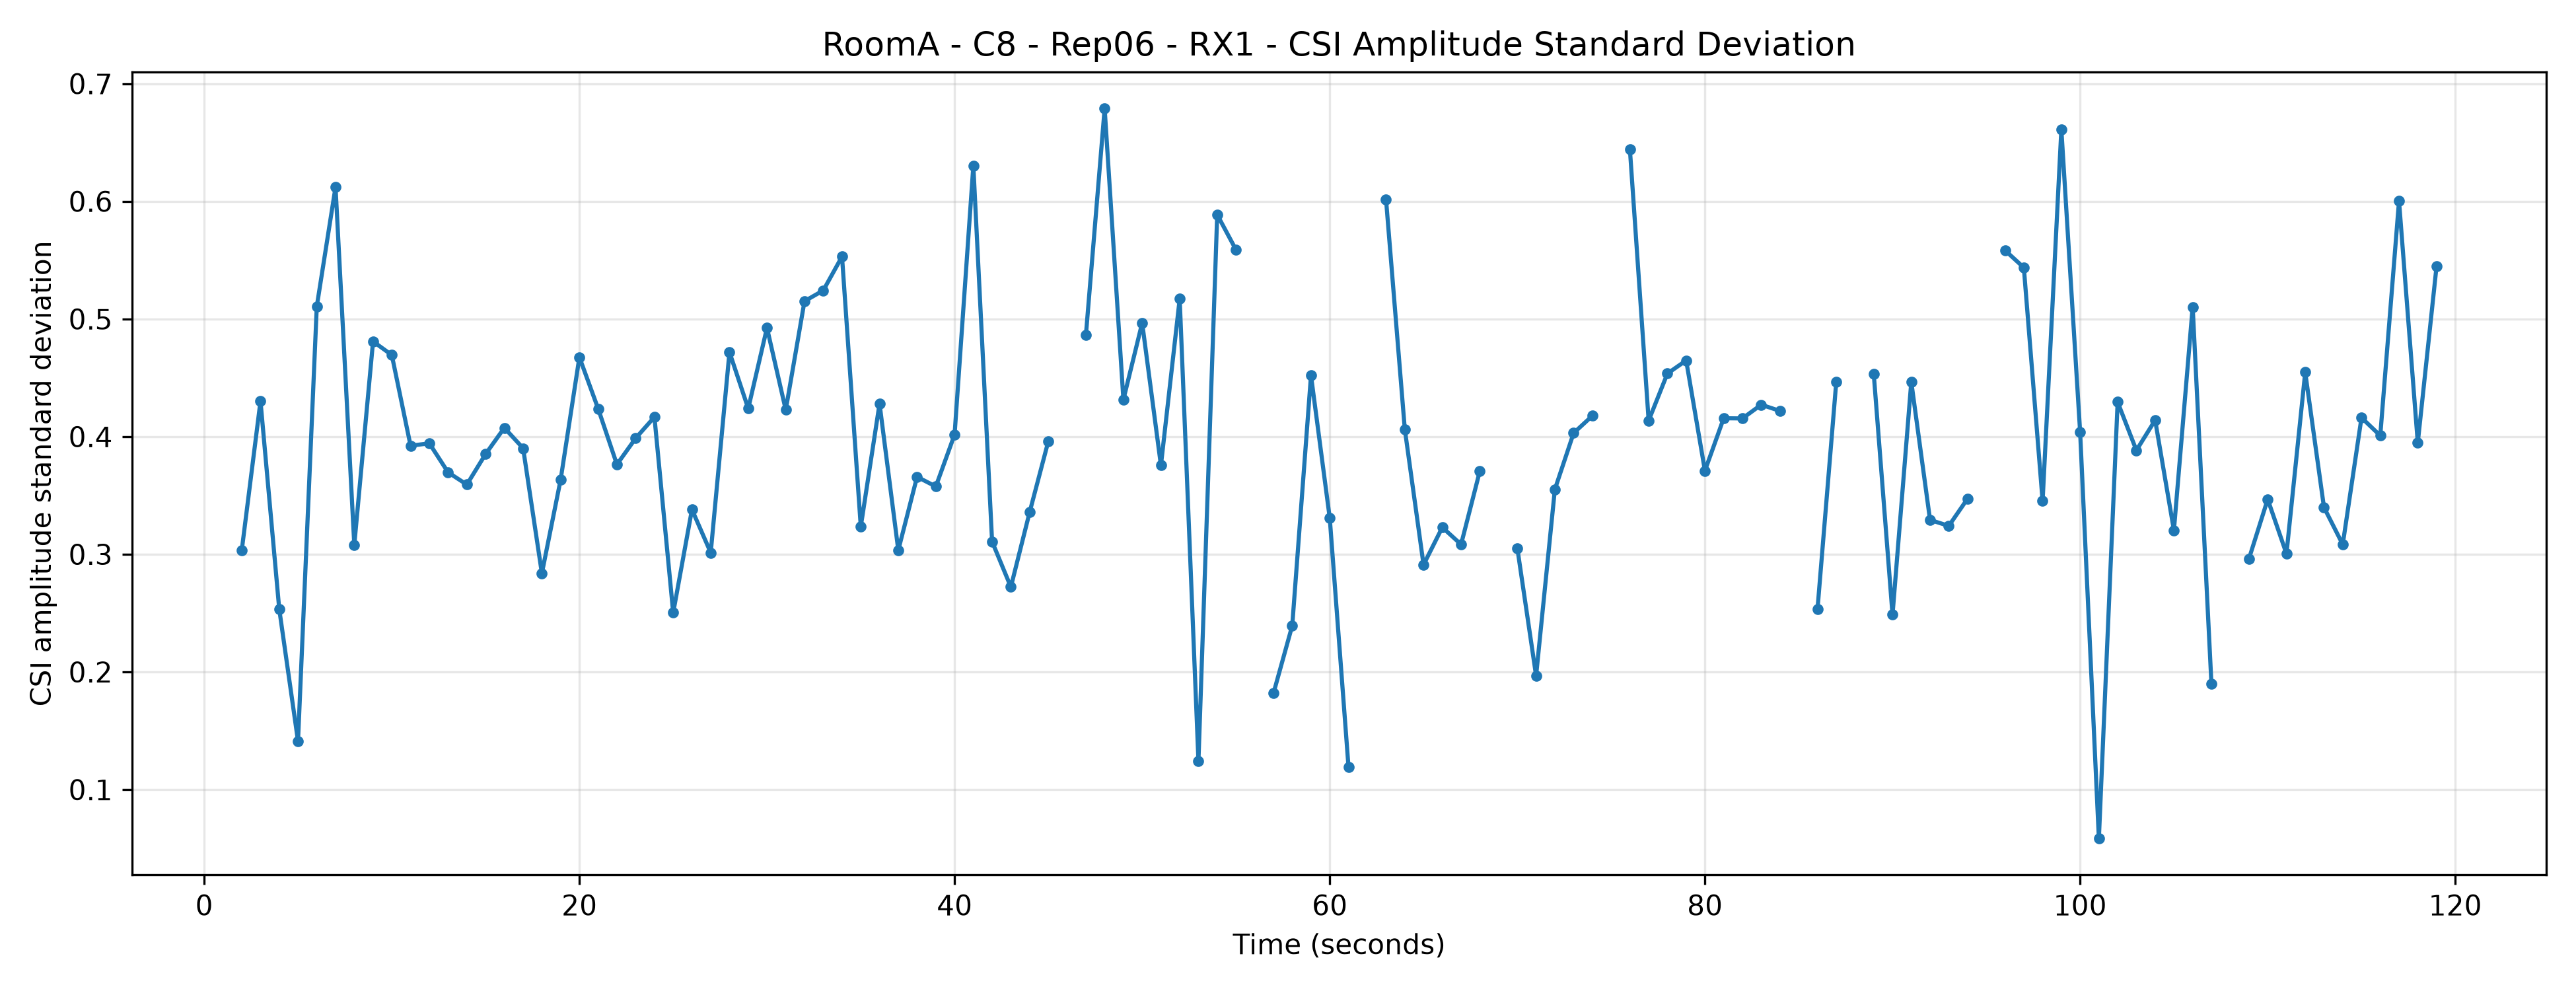 RoomA - C8 - Rep06 - RX1 - CSI Amplitude Standard Deviation
CSI amplitude standard deviation
0.7
0.6
0.5
0.4
0.3
0.2
0.1
0 20 40 60 80 100 120
Time (seconds)